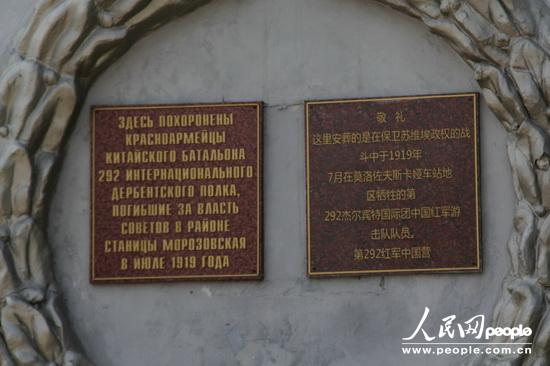 ЗДЕСЬ ПОХОРОНЕНЫ
КРАСНОАРМЕЙЦЫ
КИТАЙСКОГО БАТАЛЬОНА
292 ИНТЕРНАЦИОНАЛЬНОГО
ДЕРБЕНТСКОГО ПОЛКА,
ПОГИБШИЕ ЗА ВЛАСТЬ
СОВЕТОВ В РАЙОНЕ
СТАНИЦЫ МОРОЗОВСКАЯ
В ИЮЛЕ 1919 ГОДА
敬 礼
这里安葬的是在保卫苏维埃政权的战
斗中于1919年
7月在莫洛佐夫斯卡娅车站地
区牺牲的第
292杰尔宾特国际团中国红军游
击队队员。
第292红军中国营
人民网 people
www.people.com.cn